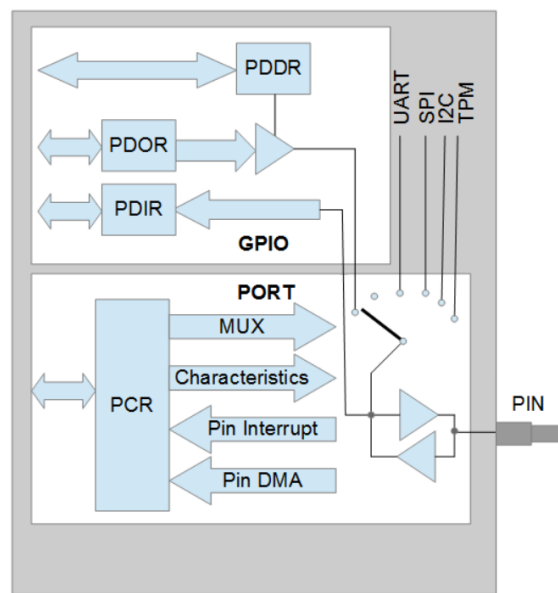 PDDR
UART
SPI
I2C
TPM
PDOR
PDIR
GPIO
PORT
MUX
Characteristics
PCR
PIN
Pin Interrupt
Pin DMA